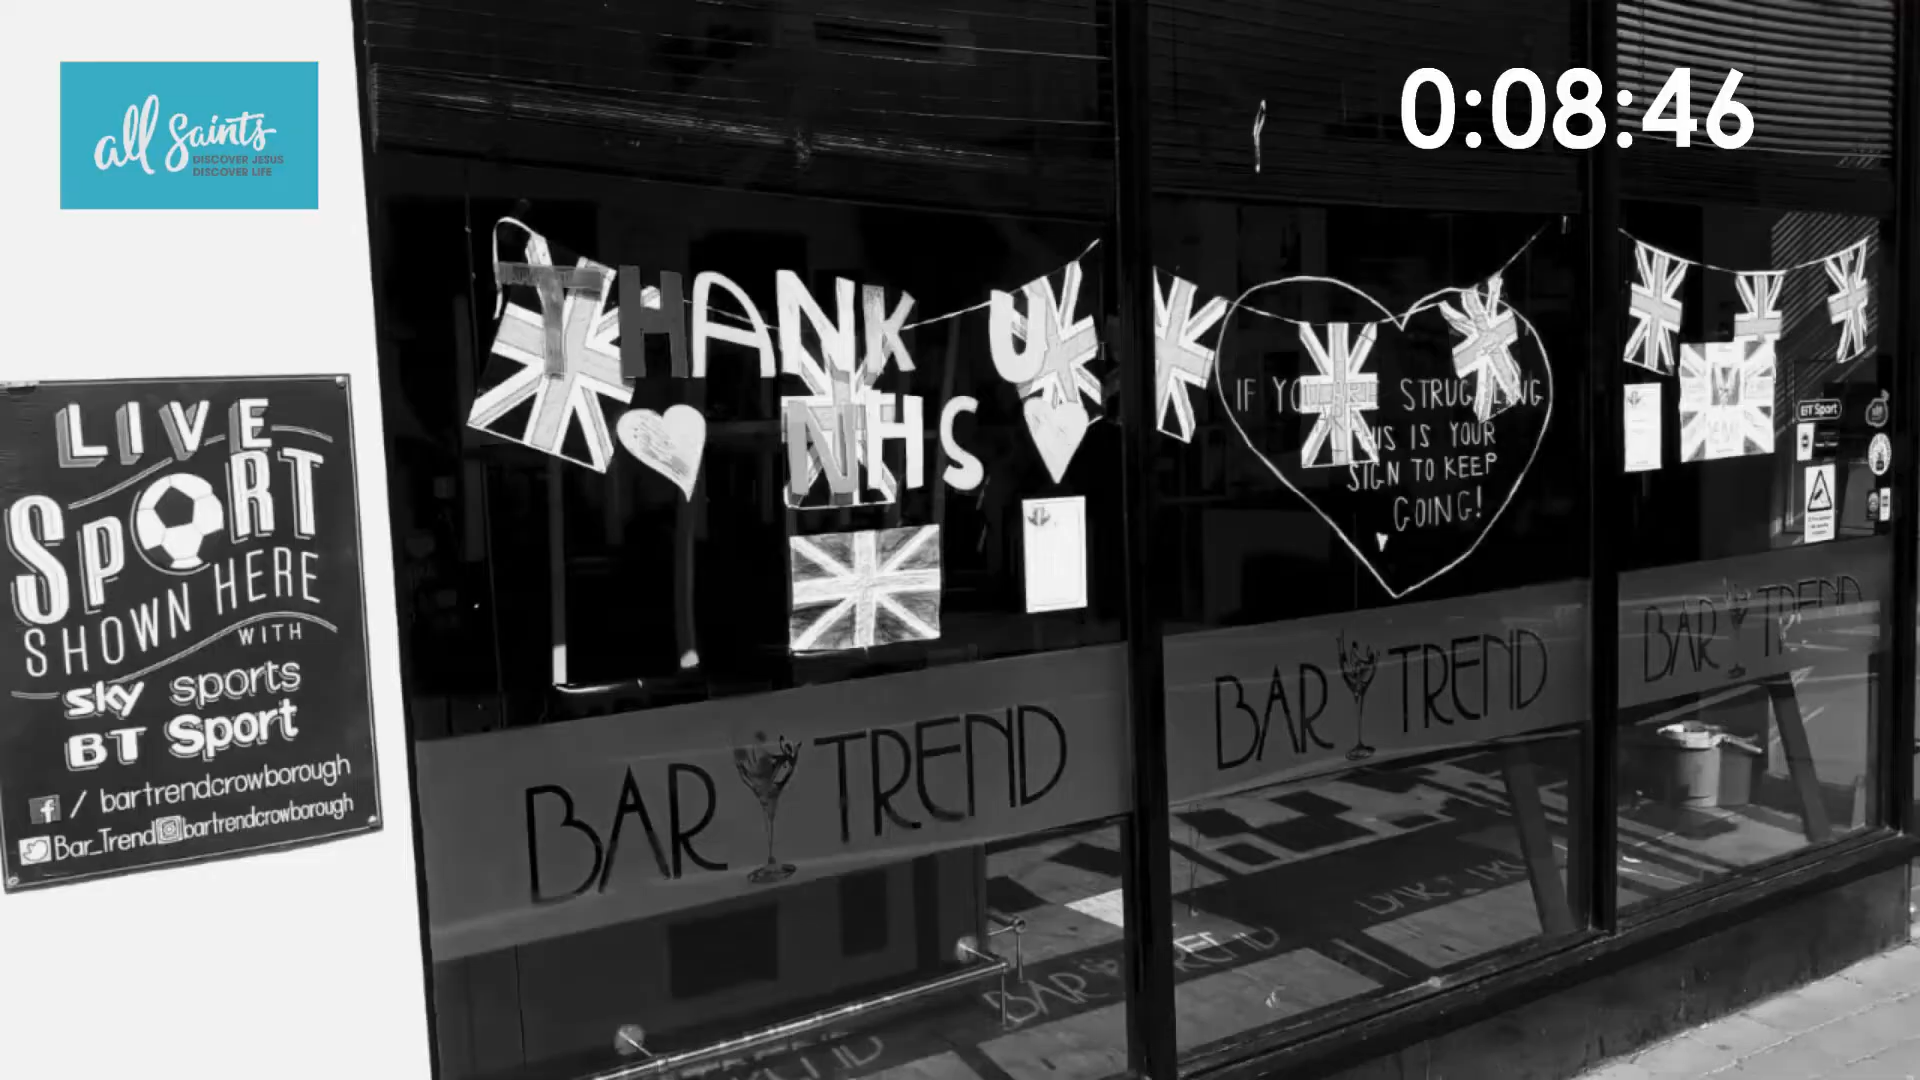 all Saints
DISCOVER JESUS
DISCOVER LIFE
0:08:46
LIVE
SPORT
SHOWN HERE
WITH
sky sports
BT Sport
/ bartrendcrowborough
Bar_Trend bartrendcrowborough
THANK U
NHS
IF YOU ARE STRUGGLING
THIS IS YOUR
SIGN TO KEEP
GOING!
BT Sport
BAR TREND
BAR TREND
BAR TREND
BAR TREND